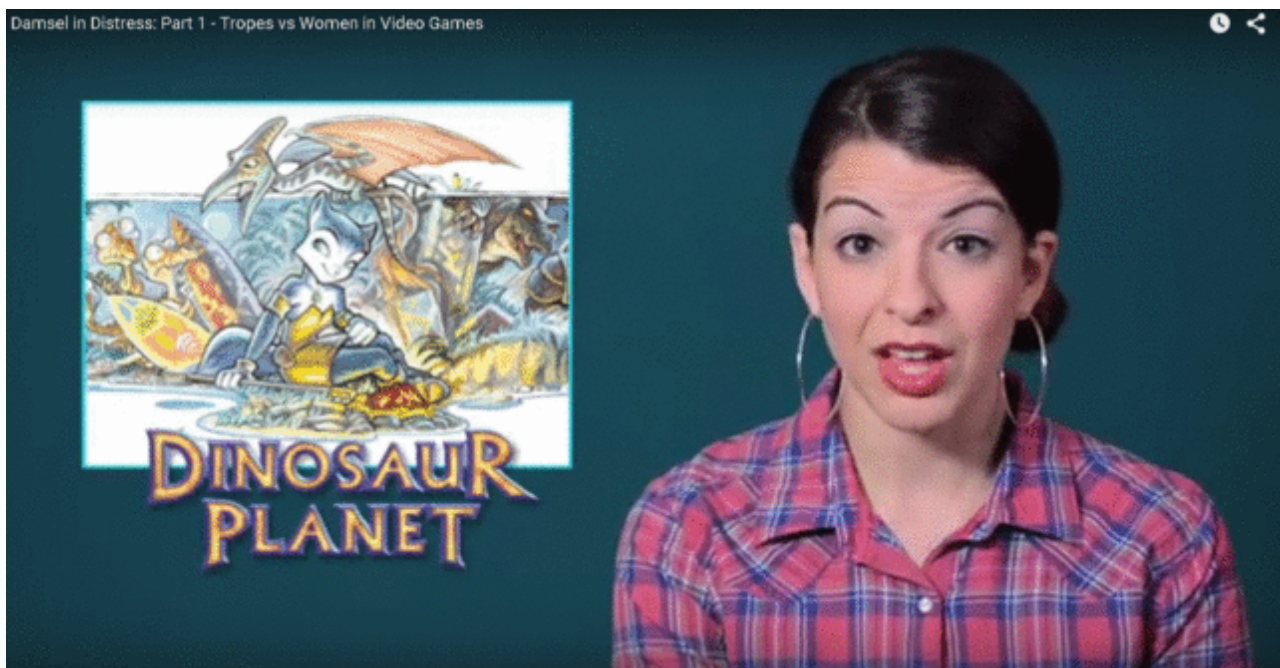 Damsel in Distress: Part 1 - Tropes vs Women in Video Games
DINOSAUR
PLANET